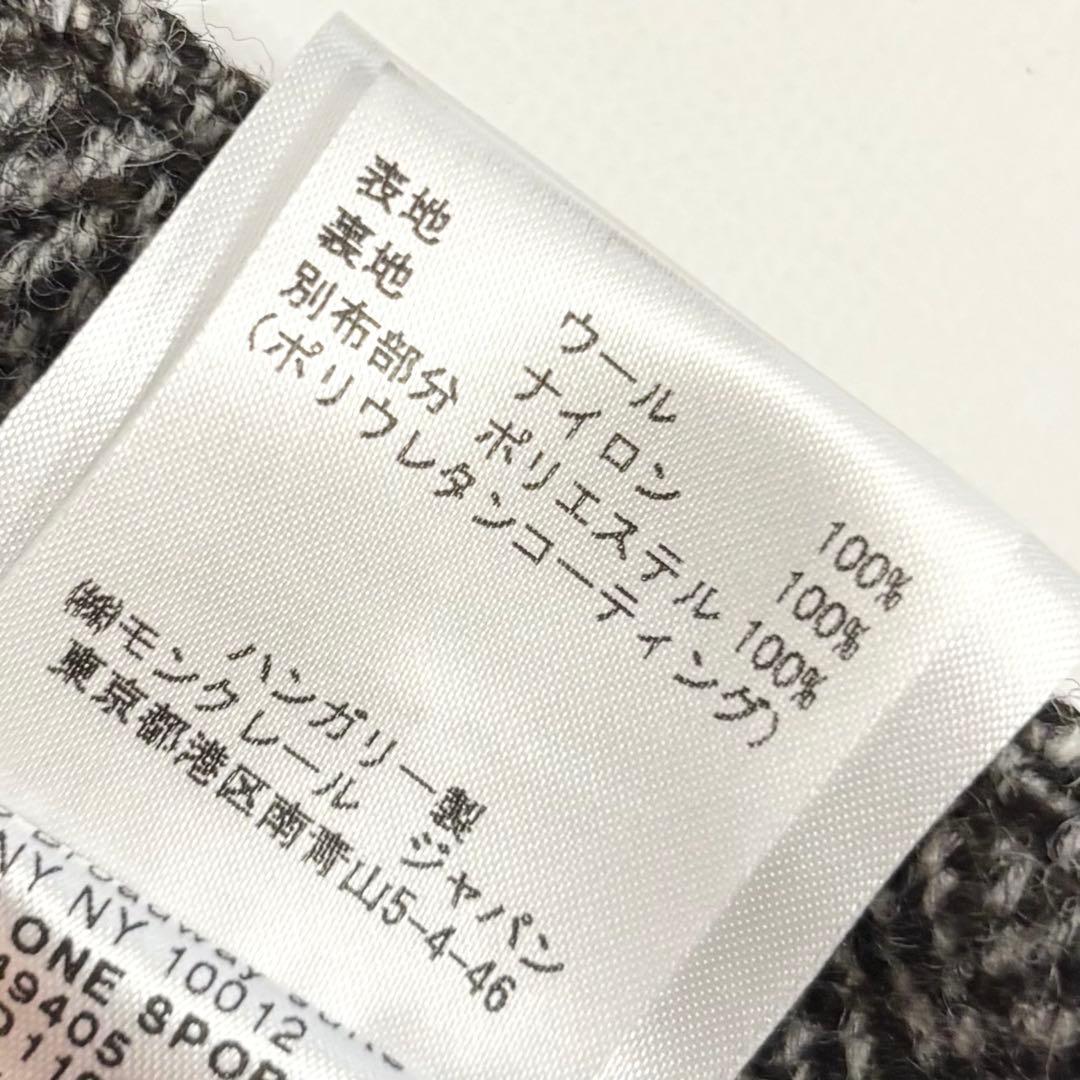 表地 ウール 100%
裏地 ナイロン 100%
別布部分 ポリエステル 100%
(ポリウレタンコーティング)
ハンガリー製
㈱モンクレール ジャパン
東京都港区南青山5-4-46
NY NY 10012
ONE SPOR
39405